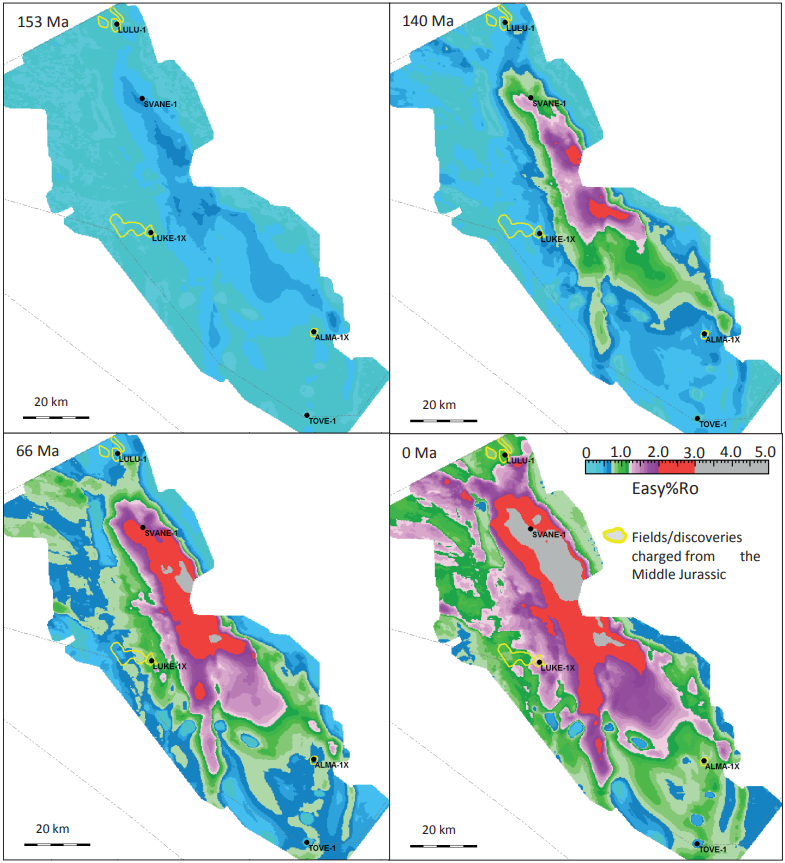 153 Ma
LULU-1
SVANE-1
LUKE-1X
ALMA-1X
TOVE-1
20 km
140 Ma
LULU-1
SVANE-1
LUKE-1X
ALMA-1X
TOVE-1
20 km
66 Ma
LULU-1
SVANE-1
LUKE-1X
ALMA-1X
TOVE-1
20 km
0 Ma
LULU-1
0 1.0 2.0 3.0 4.0 5.0
Easy%Ro
SVANE-1
Fields/discoveries
charged from the
Middle Jurassic
LUKE-1X
ALMA-1X
TOVE-1
20 km